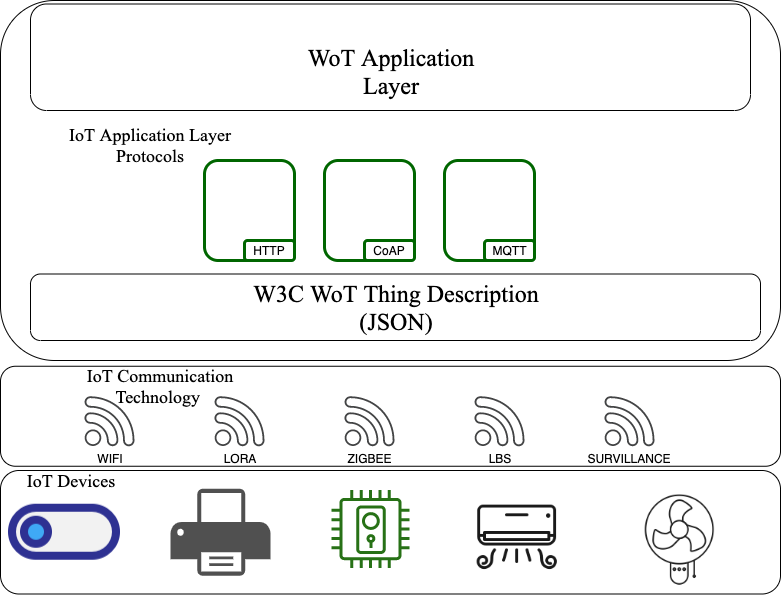 WoT Application
Layer
IoT Application Layer
Protocols
HTTP
CoAP
MQTT
W3C WoT Thing Description
(JSON)
IoT Communication
Technology
WIFI
LORA
ZIGBEE
LBS
SURVILLANCE
IoT Devices